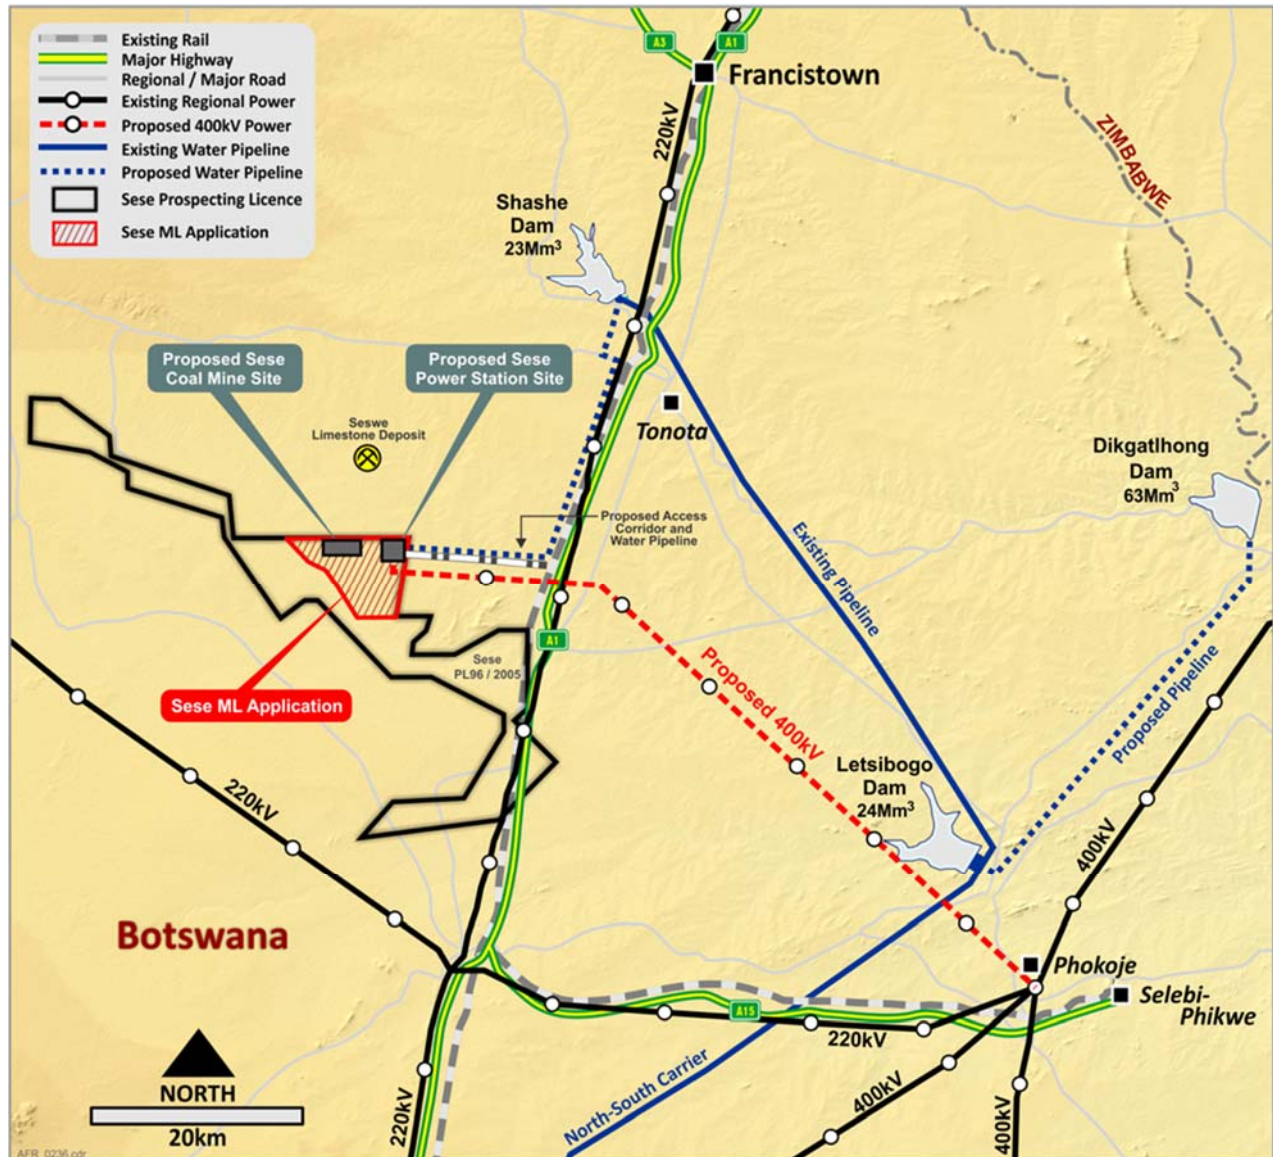 Existing Rail
Major Highway
Regional / Major Road
Existing Regional Power
Proposed 400kV Power
Existing Water Pipeline
Proposed Water Pipeline
Sese Prospecting Licence
Sese ML Application
A3
A1
Francistown
220kV
ZIMBABWE
Shashe
Dam
23Mm³
Proposed Sese
Coal Mine Site
Proposed Sese
Power Station Site
Seswe
Limestone Deposit
Tonota
Dikgatlhong
Dam
63Mm³
Proposed Access
Corridor and
Water Pipeline
Existing Pipeline
A1
Sese
PL96 / 2005
Sese ML Application
Proposed 400kV
Proposed Pipeline
Letsibogo
Dam
24Mm³
220kV
400kV
Botswana
Phokoje
Selebi-
Phikwe
A15
220kV
North-South Carrier
400kV
400kV
220kV
NORTH
20km
AFR_0236.cdr